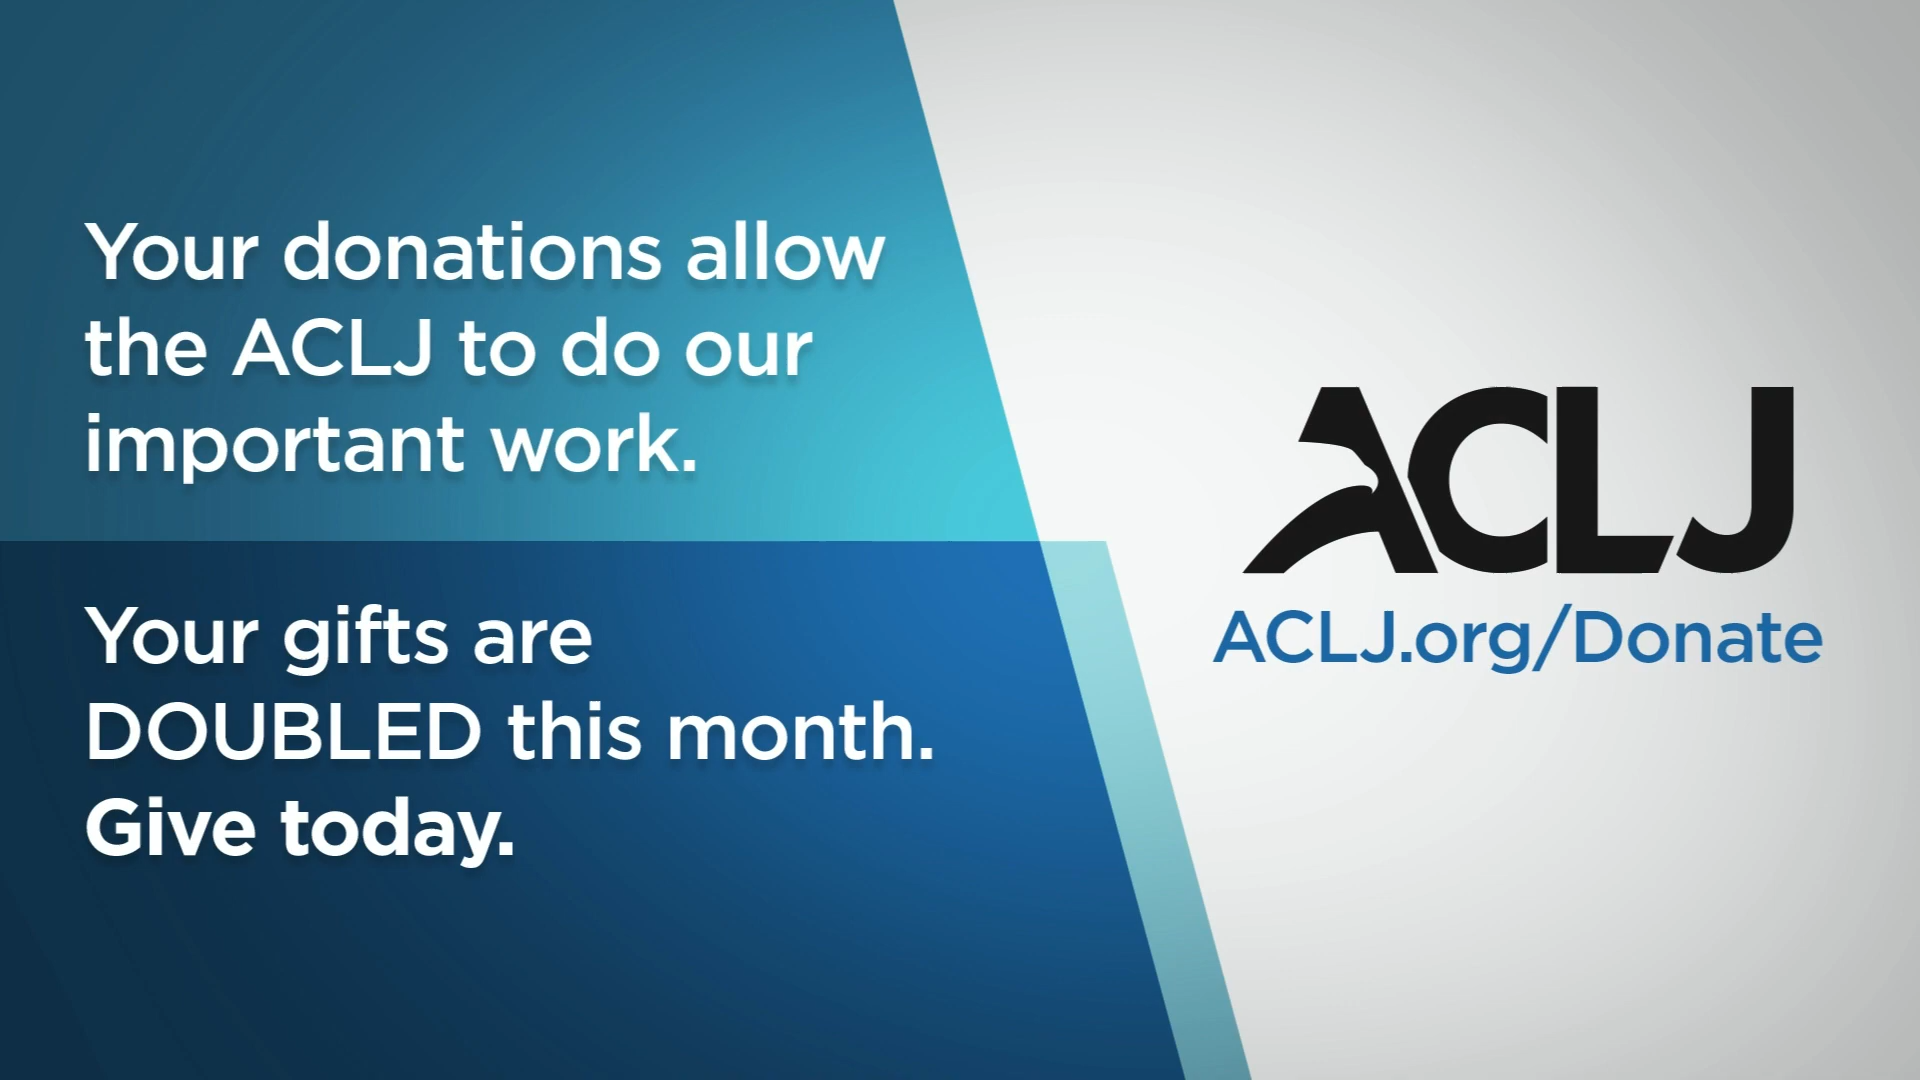 Your donations allow
the ACLJ to do our
important work.
Your gifts are
DOUBLED this month.
Give today.
ACLJ
ACLJ.org/Donate